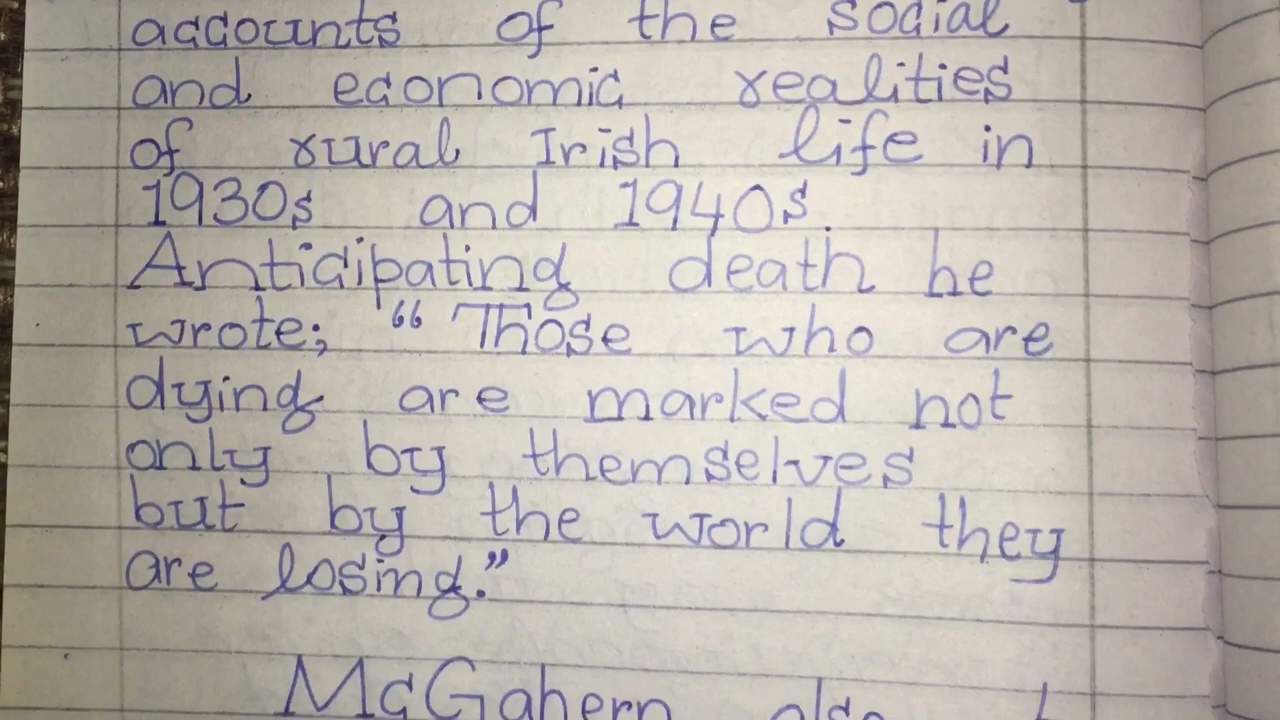 accounts of the social
and economic realities
of rural Irish life in
1930s and 1940s.
Anticipating death he
wrote; “Those who are
dying are marked not
only by themselves
but by the world they
are losing.”
McGahern also